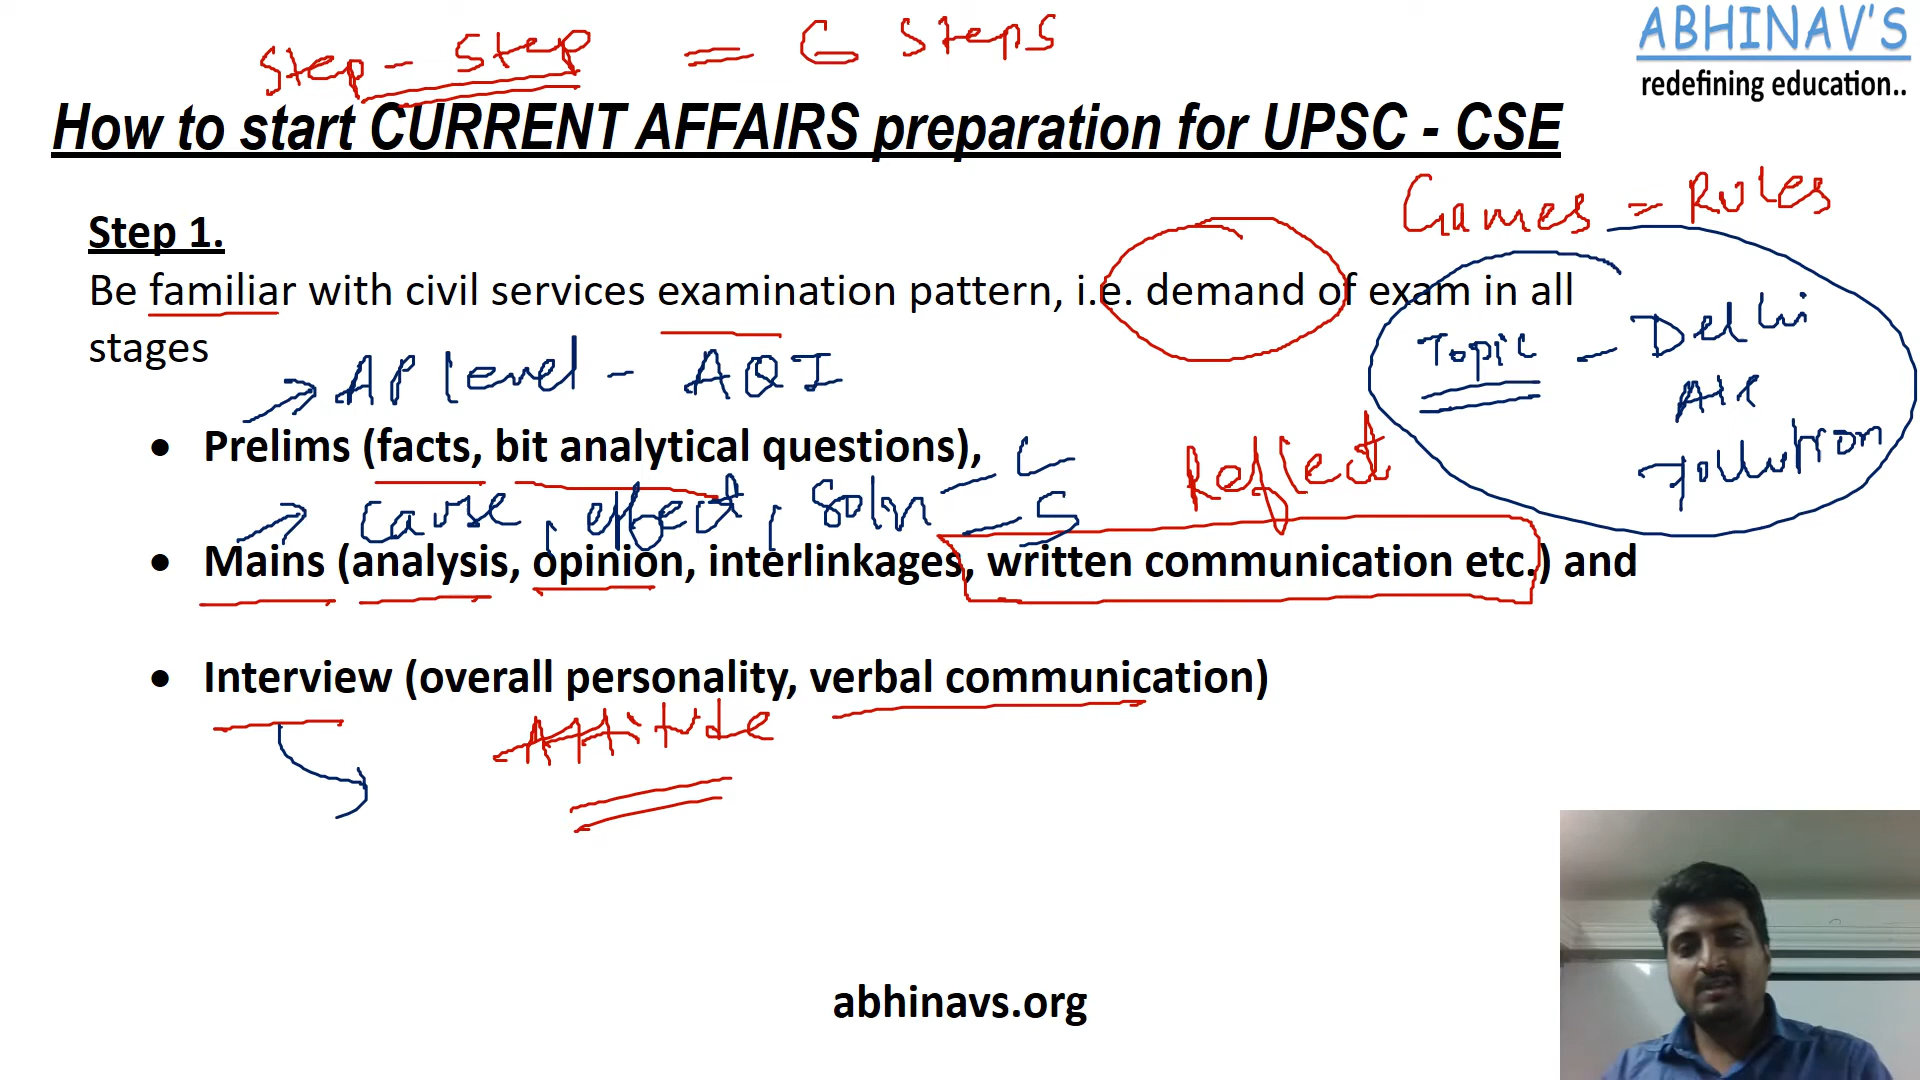 Step - Step = 6 Steps
ABHINAV'S
redefining education..
How to start CURRENT AFFAIRS preparation for UPSC - CSE
Games = Rules
Step 1.
Be familiar with civil services examination pattern, i.e. demand of exam in all
stages
Topic - Delhi
Air
Pollution
AP level - AQI
Prelims (facts, bit analytical questions),
Reflect
cause, effect, Soln
Mains (analysis, opinion, interlinkages, written communication etc.) and
Interview (overall personality, verbal communication)
Attitude
abhinavs.org